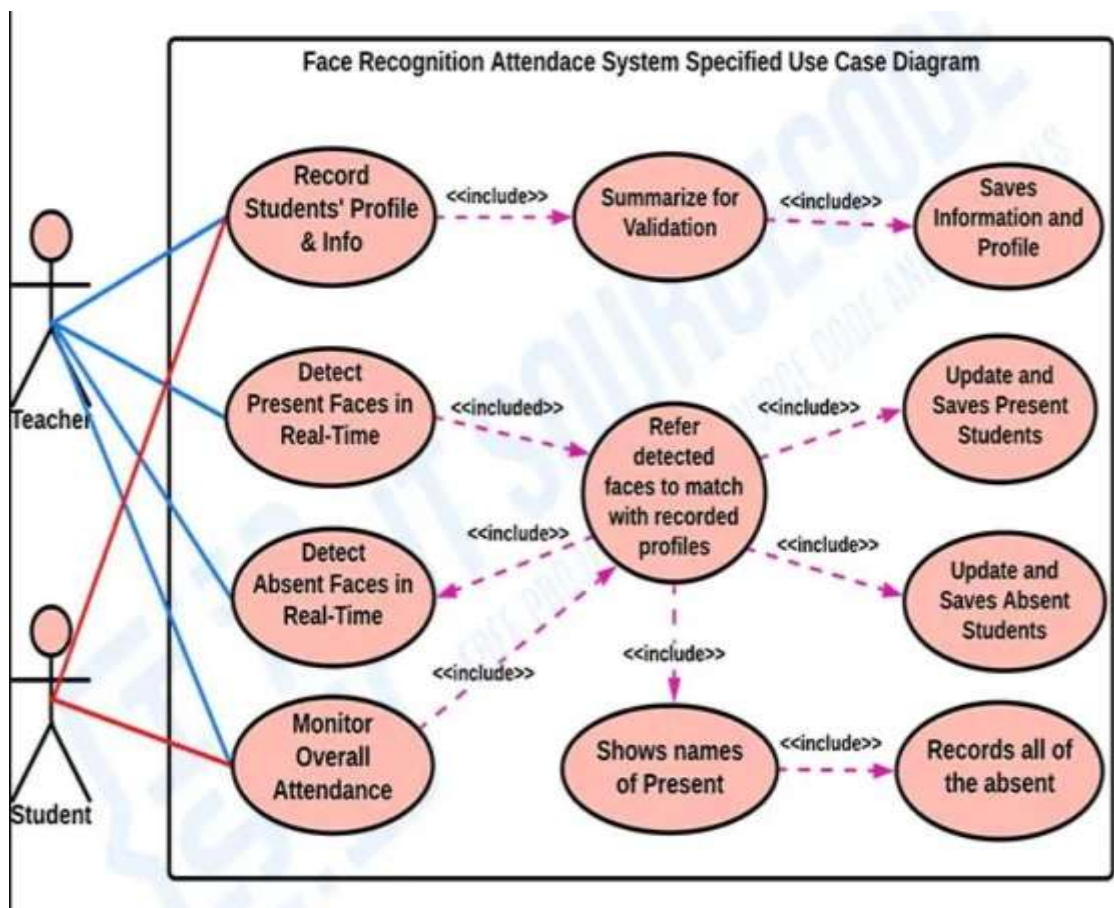 Face Recognition Attendace System Specified Use Case Diagram
Record
Students' Profile
& Info
<<include>>
Summarize for
Validation
<<include>>
Saves
Information and
Profile
Teacher
Detect
Present Faces in
Real-Time
<<included>>
Refer
detected
faces to match
with recorded
profiles
<<include>>
Update and
Saves Present
Students
Detect
Absent Faces in
Real-Time
<<include>>
<<include>>
Update and
Saves Absent
Students
Student
Monitor
Overall
Attendance
<<include>>
<<include>>
Shows names
of Present
<<include>>
Records all of
the absent
IT SOURCECODE